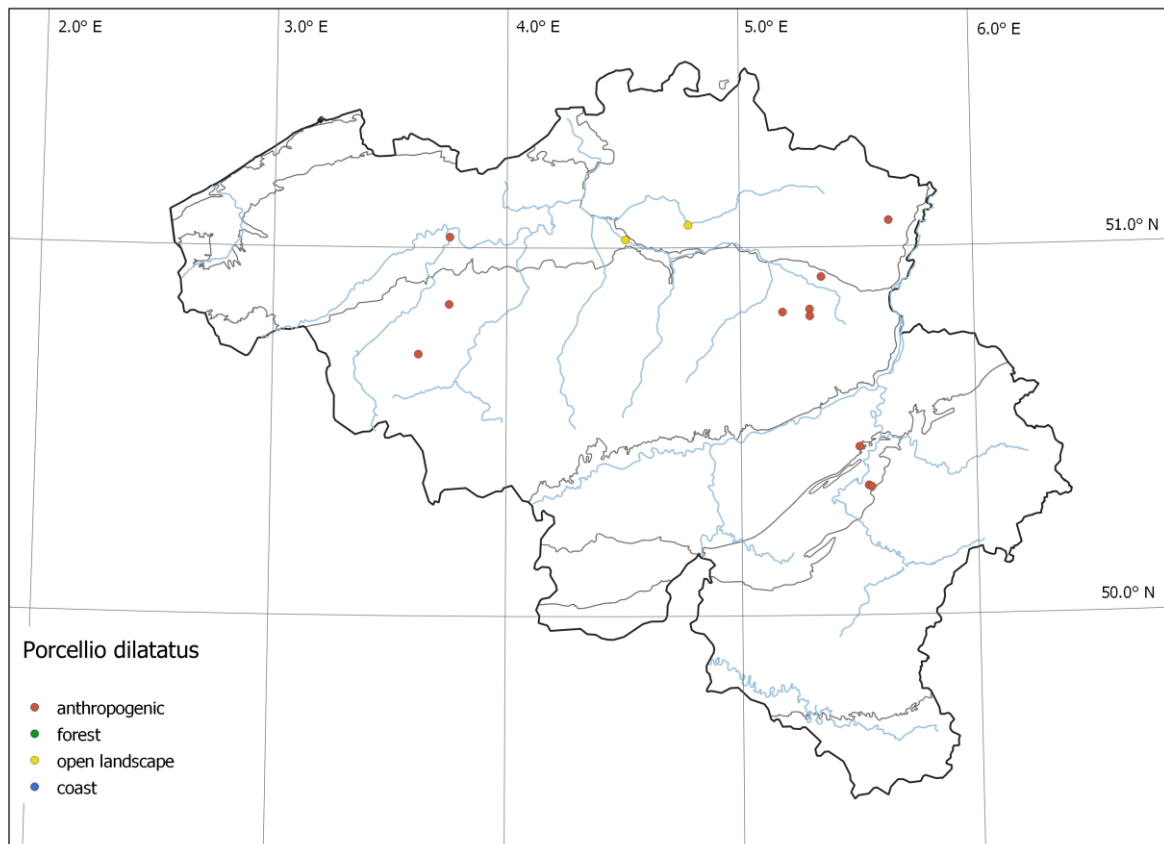 2.0° E 3.0° E 4.0° E 5.0° E 6.0° E
51.0° N
50.0° N
Porcellio dilatatus
anthropogenic
forest
open landscape
coast